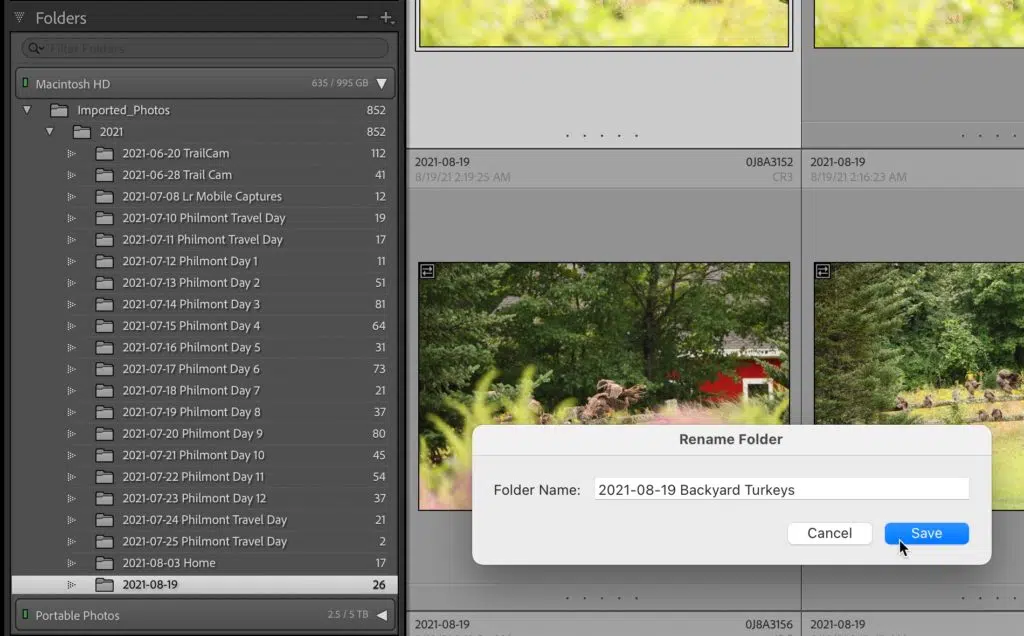 Folders
Filter Folders
Macintosh HD 635 / 995 GB
Imported_Photos 852
2021 852
2021-06-20 TrailCam 112
2021-06-28 Trail Cam 41
2021-07-08 Lr Mobile Captures 12
2021-07-10 Philmont Travel Day 19
2021-07-11 Philmont Travel Day 17
2021-07-12 Philmont Day 1 11
2021-07-13 Philmont Day 2 51
2021-07-14 Philmont Day 3 81
2021-07-15 Philmont Day 4 64
2021-07-16 Philmont Day 5 31
2021-07-17 Philmont Day 6 73
2021-07-18 Philmont Day 7 21
2021-07-19 Philmont Day 8 37
2021-07-20 Philmont Day 9 80
2021-07-21 Philmont Day 10 45
2021-07-22 Philmont Day 11 54
2021-07-23 Philmont Day 12 37
2021-07-24 Philmont Travel Day 21
2021-07-25 Philmont Travel Day 2
2021-08-03 Home 17
2021-08-19 26
Portable Photos 2.5 / 5 TB
2021-08-19 0J8A3152
8/19/21 2:19:25 AM CR3
2021-08-19
8/19/21 2:16:23 AM
Rename Folder
Folder Name: 2021-08-19 Backyard Turkeys
Cancel Save
2021-08-19 0J8A3156
2021-08-19